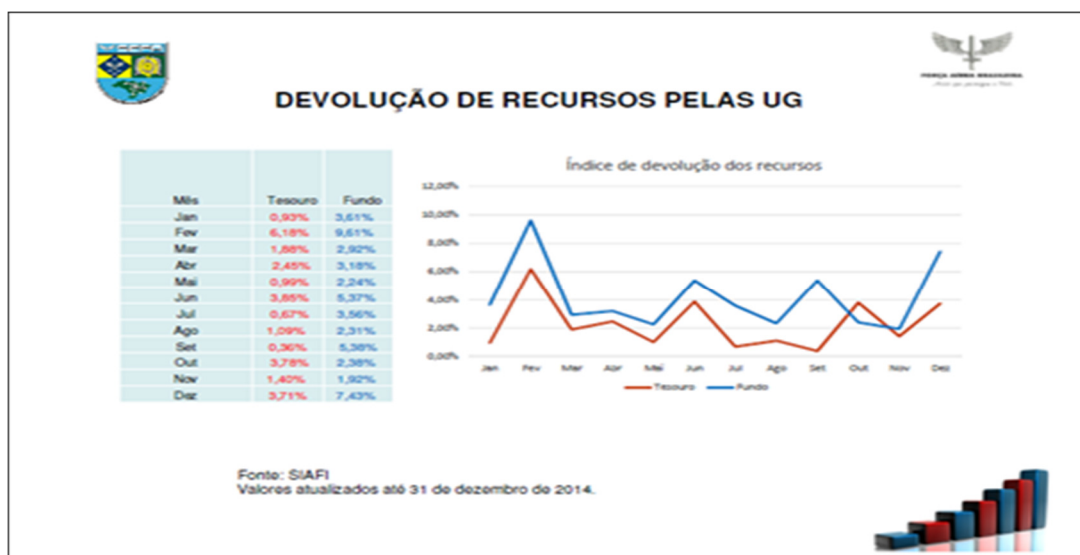 FORÇA AÉREA BRASILEIRA
DEVOLUÇÃO DE RECURSOS PELAS UG
Mês Tesouro Fundo
Jan 0,93% 3,61%
Fev 6,18% 9,61%
Mar 1,88% 2,92%
Abr 2,45% 3,18%
Mai 0,99% 2,24%
Jun 3,85% 5,37%
Jul 0,67% 3,56%
Ago 1,09% 2,31%
Set 0,36% 5,38%
Out 3,78% 2,38%
Nov 1,40% 1,92%
Dez 3,71% 7,43%
Índice de devolução dos recursos
12,00%
10,00%
8,00%
6,00%
4,00%
2,00%
0,00%
Jan Fev Mar Abr Mai Jun Jul Ago Set Out Nov Dez
Tesouro Fundo
Fonte: SIAFI
Valores atualizados até 31 de dezembro de 2014.